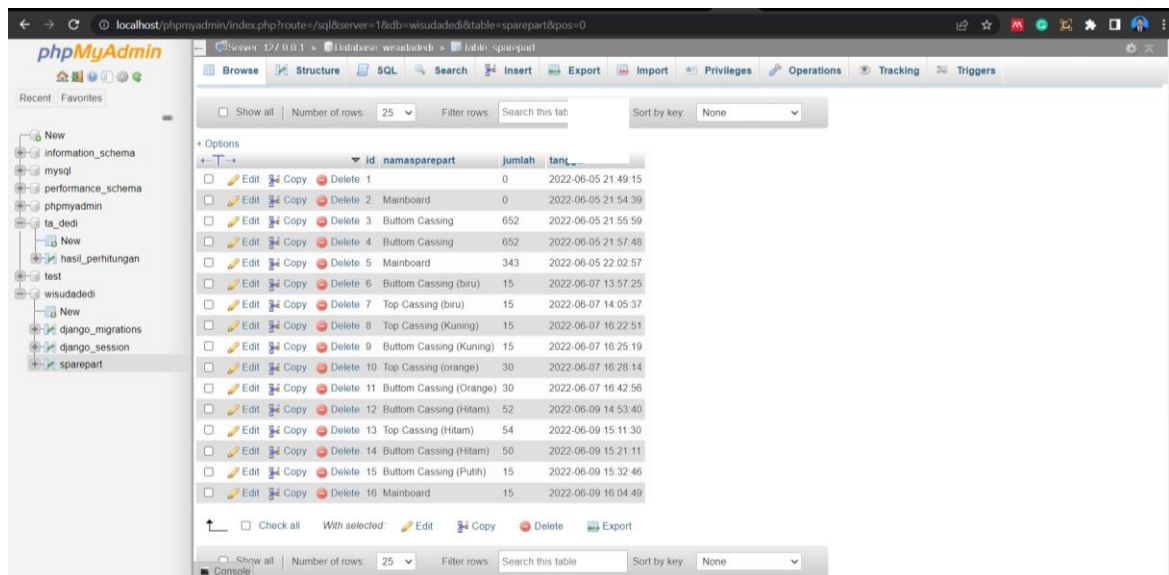 localhost/phpmyadmin/index.php?route=/sql&server=1&db=wisudadedi&table=sparepart&pos=0
phpMyAdmin
Recent Favorites
New
information_schema
mysql
performance_schema
phpmyadmin
ta_dedi
New
hasil_perhitungan
test
wisudadedi
New
django_migrations
django_session
sparepart
Server: 127.0.0.1 » Database: wisudadedi » Table: sparepart
Browse Structure SQL Search Insert Export Import Privileges Operations Tracking Triggers
Show all Number of rows: 25 Filter rows: Search this tab Sort by key: None
+ Options
id namasparepart jumlah
Edit Copy Delete 1 0 2022-06-05 21:49:15
Edit Copy Delete 2 Mainboard 0 2022-06-05 21:54:39
Edit Copy Delete 3 Buttom Cassing 652 2022-06-05 21:55:59
Edit Copy Delete 4 Buttom Cassing 652 2022-06-05 21:57:48
Edit Copy Delete 5 Mainboard 343 2022-06-05 22:02:57
Edit Copy Delete 6 Buttom Cassing (biru) 15 2022-06-07 13:57:25
Edit Copy Delete 7 Top Cassing (biru) 15 2022-06-07 14:05:37
Edit Copy Delete 8 Top Cassing (Kuning) 15 2022-06-07 16:22:51
Edit Copy Delete 9 Buttom Cassing (Kuning) 15 2022-06-07 16:25:19
Edit Copy Delete 10 Top Cassing (orange) 30 2022-06-07 16:28:14
Edit Copy Delete 11 Buttom Cassing (Orange) 30 2022-06-07 16:42:56
Edit Copy Delete 12 Buttom Cassing (Hitam) 52 2022-06-09 14:53:40
Edit Copy Delete 13 Top Cassing (Hitam) 54 2022-06-09 15:11:30
Edit Copy Delete 14 Buttom Cassing (Hitam) 50 2022-06-09 15:21:11
Edit Copy Delete 15 Buttom Cassing (Putih) 15 2022-06-09 15:32:46
Edit Copy Delete 16 Mainboard 15 2022-06-09 16:04:49
Check all With selected: Edit Copy Delete Export
Show all Number of rows: 25 Filter rows: Search this table Sort by key: None
Console